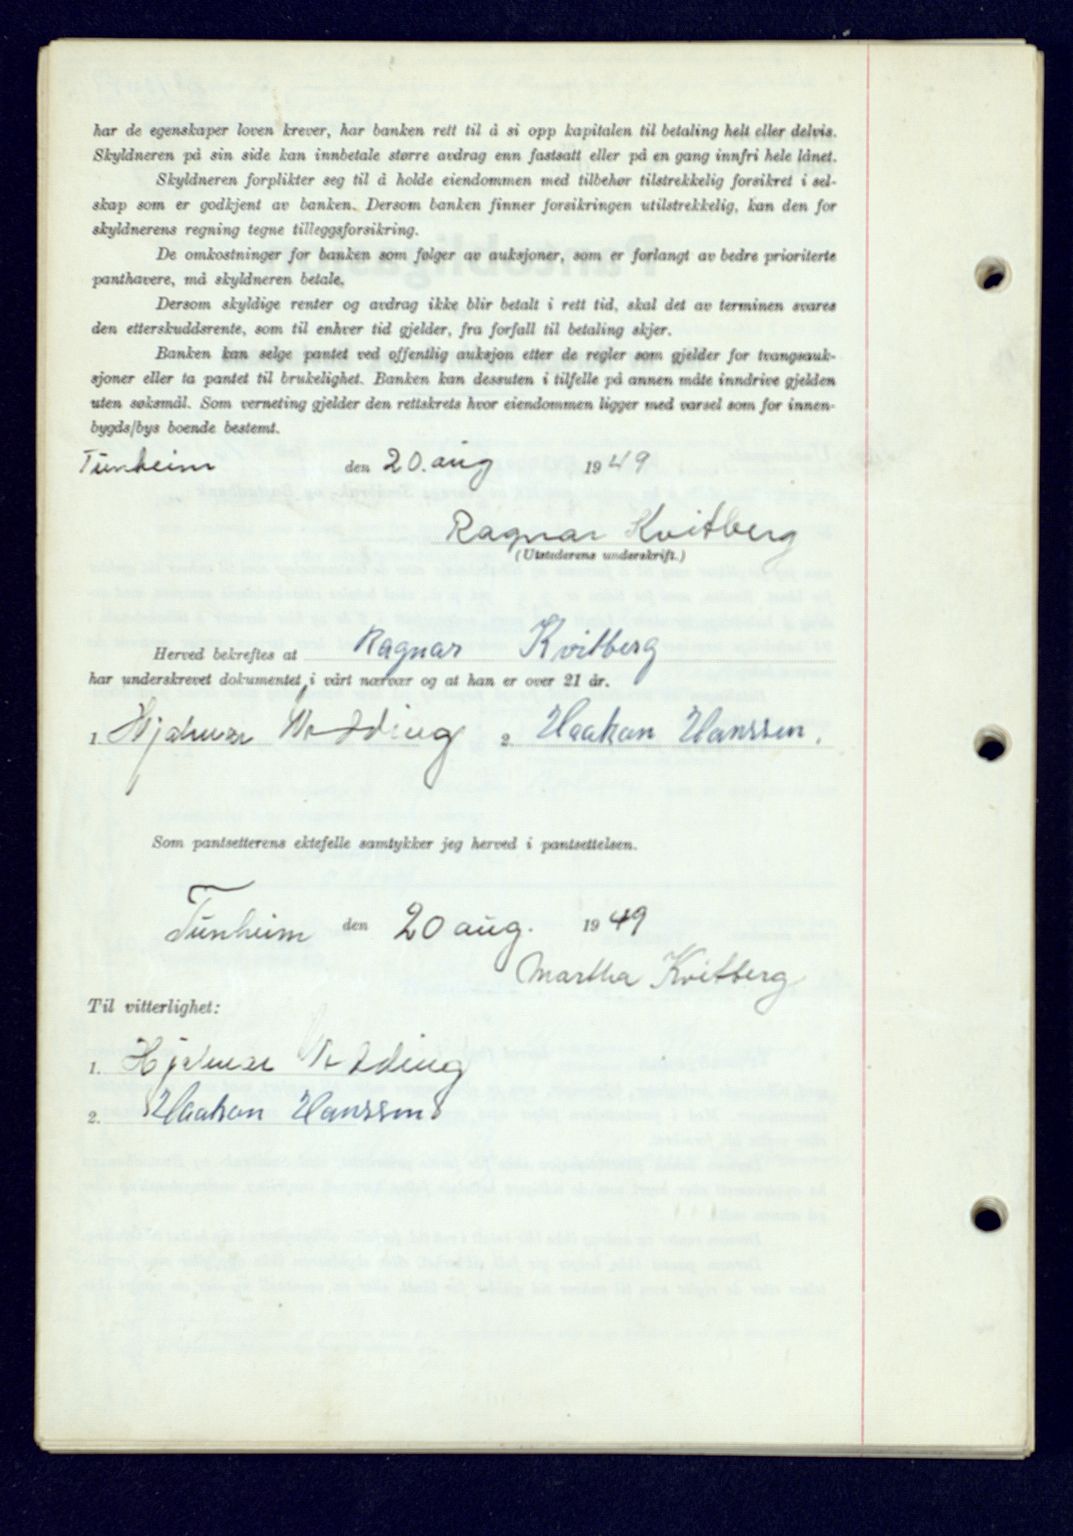 har de egenskaper loven krever, har banken rett til å si opp kapitalen til betaling helt eller delvis.
Skyldneren på sin side kan innbetale større avdrag enn fastsatt eller på en gang innfri hele lånet.
Skyldneren forplikter seg til å holde eiendommen med tilbehør tilstrekkelig forsikret i sel-
skap som er godkjent av banken. Dersom banken finner forsikringen utilstrekkelig, kan den for
skyldnerens regning tegne tilleggsforsikring.
De omkostninger for banken som følger av auksjoner, som er forlangt av bedre prioriterte
panthavere, må skyldneren betale.
Dersom skyldige renter og avdrag ikke blir betalt i rett tid, skal det av terminen svares
den etterskuddsrente, som til enhver tid gjelder, fra forfall til betaling skjer.
Banken kan selge pantet ved offentlig auksjon etter de regler som gjelder for tvangsauk-
sjoner eller ta pantet til brukelighet. Banken kan dessuten i tilfelle på annen måte inndrive gjelden
uten søksmål. Som verneting gjelder den rettskrets hvor eiendommen ligger med varsel som for innen-
bygds/bys boende bestemt.
Tunheim den 20. aug 1949
Ragnar Kvitberg
(Utstederens underskrift.)
Herved bekreftes at Ragnar Kvitberg
har underskrevet dokumentet i vårt nærvær og at han er over 21 år.
1. Hjalmar 2. Haakon Hanssen.
Som pantsetterens ektefelle samtykker jeg herved i pantsettelsen.
Tunheim den 20 aug. 1949
Martha Kvitberg
Til vitterlighet:
1. Hjalmar
2. Haakon Hanssen